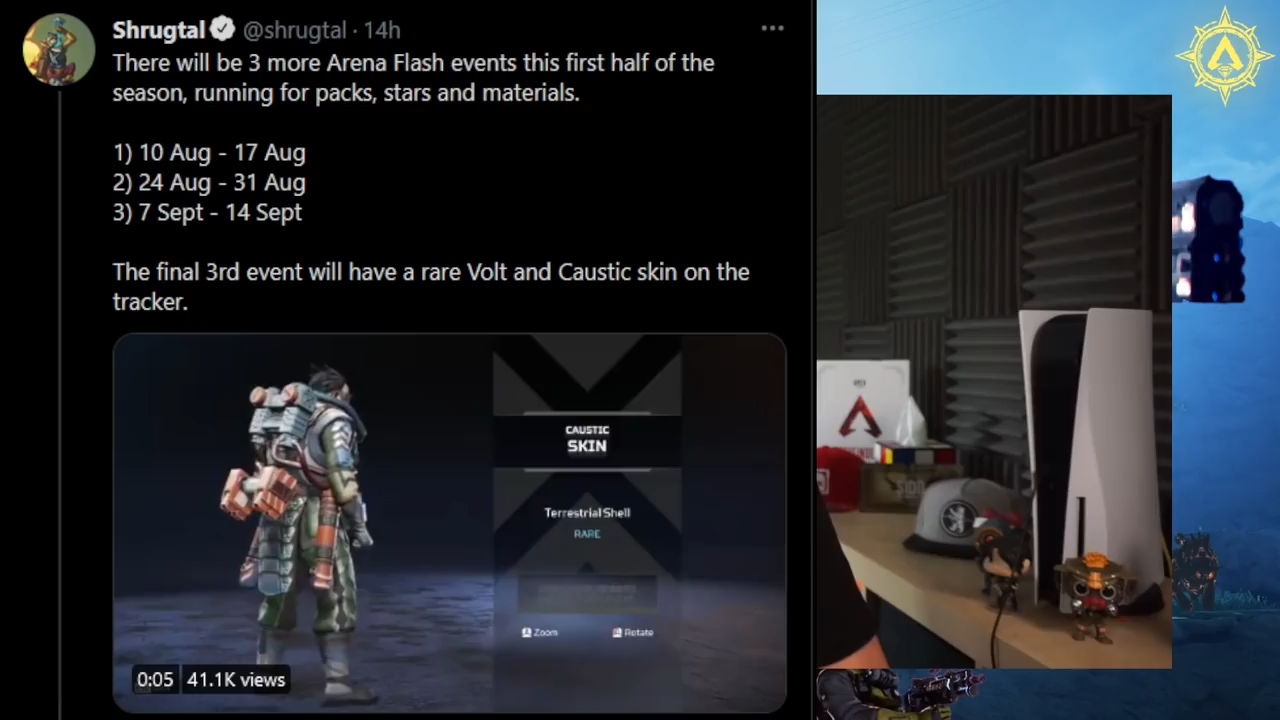 Shrugtal @shrugtal · 14h
There will be 3 more Arena Flash events this first half of the
season, running for packs, stars and materials.
1) 10 Aug - 17 Aug
2) 24 Aug - 31 Aug
3) 7 Sept - 14 Sept
The final 3rd event will have a rare Volt and Caustic skin on the
tracker.
CAUSTIC
SKIN
Terrestrial Shell
RARE
Zoom
Rotate
0:05 41.1K views